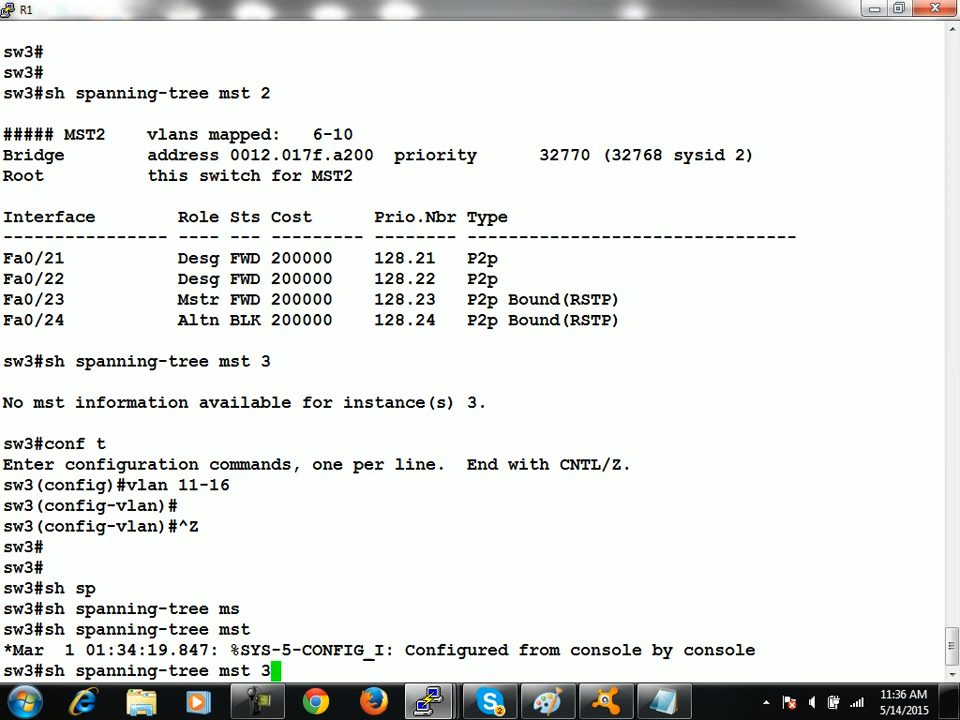 R1
sw3#
sw3#
sw3#sh spanning-tree mst 2
##### MST2    vlans mapped:   6-10
Bridge        address 0012.017f.a200  priority      32770 (32768 sysid 2)
Root          this switch for MST2
Interface        Role Sts Cost      Prio.Nbr Type
---------------- ---- --- --------- -------- --------------------------------
Fa0/21           Desg FWD 200000    128.21   P2p
Fa0/22           Desg FWD 200000    128.22   P2p
Fa0/23           Mstr FWD 200000    128.23   P2p Bound(RSTP)
Fa0/24           Altn BLK 200000    128.24   P2p Bound(RSTP)
sw3#sh spanning-tree mst 3
No mst information available for instance(s) 3.
sw3#conf t
Enter configuration commands, one per line.  End with CNTL/Z.
sw3(config)#vlan 11-16
sw3(config-vlan)#
sw3(config-vlan)#^Z
sw3#
sw3#
sw3#sh sp
sw3#sh spanning-tree ms
sw3#sh spanning-tree mst
*Mar  1 01:34:19.847: %SYS-5-CONFIG_I: Configured from console by console
sw3#sh spanning-tree mst 3
2
11:36 AM
5/14/2015